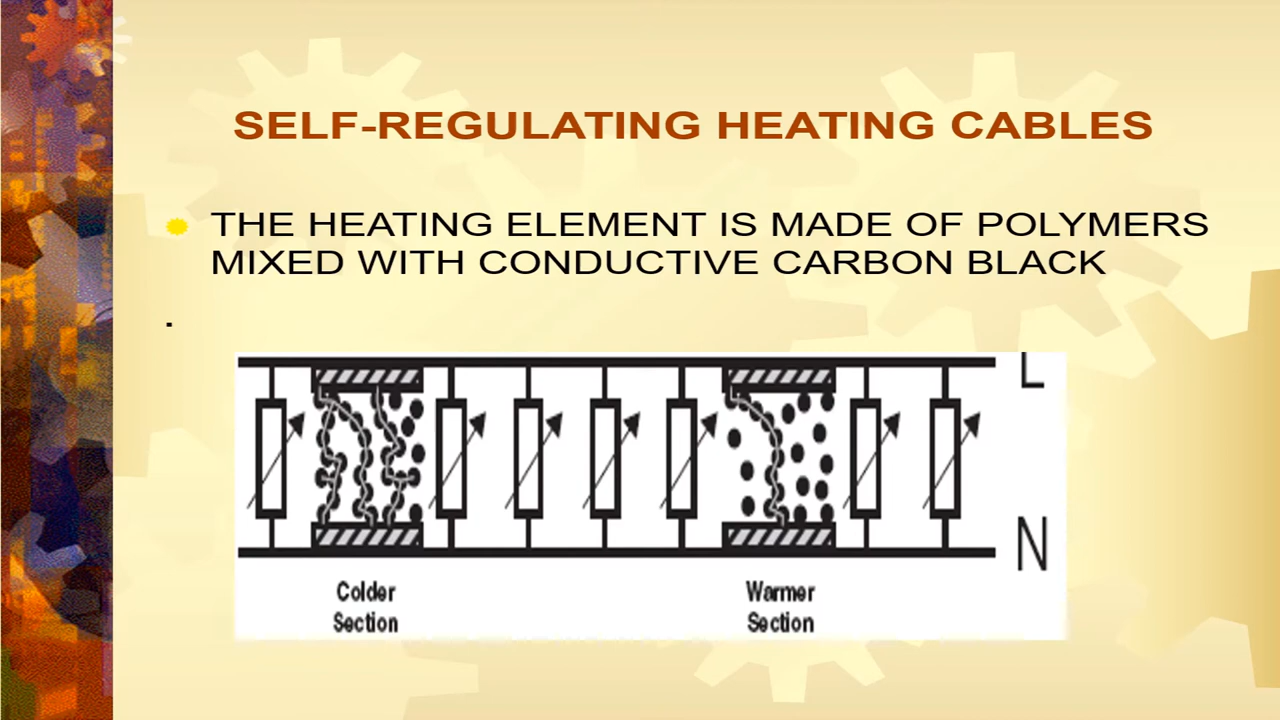 SELF-REGULATING HEATING CABLES
THE HEATING ELEMENT IS MADE OF POLYMERS
MIXED WITH CONDUCTIVE CARBON BLACK
.
L
N
Colder
Section
Warmer
Section